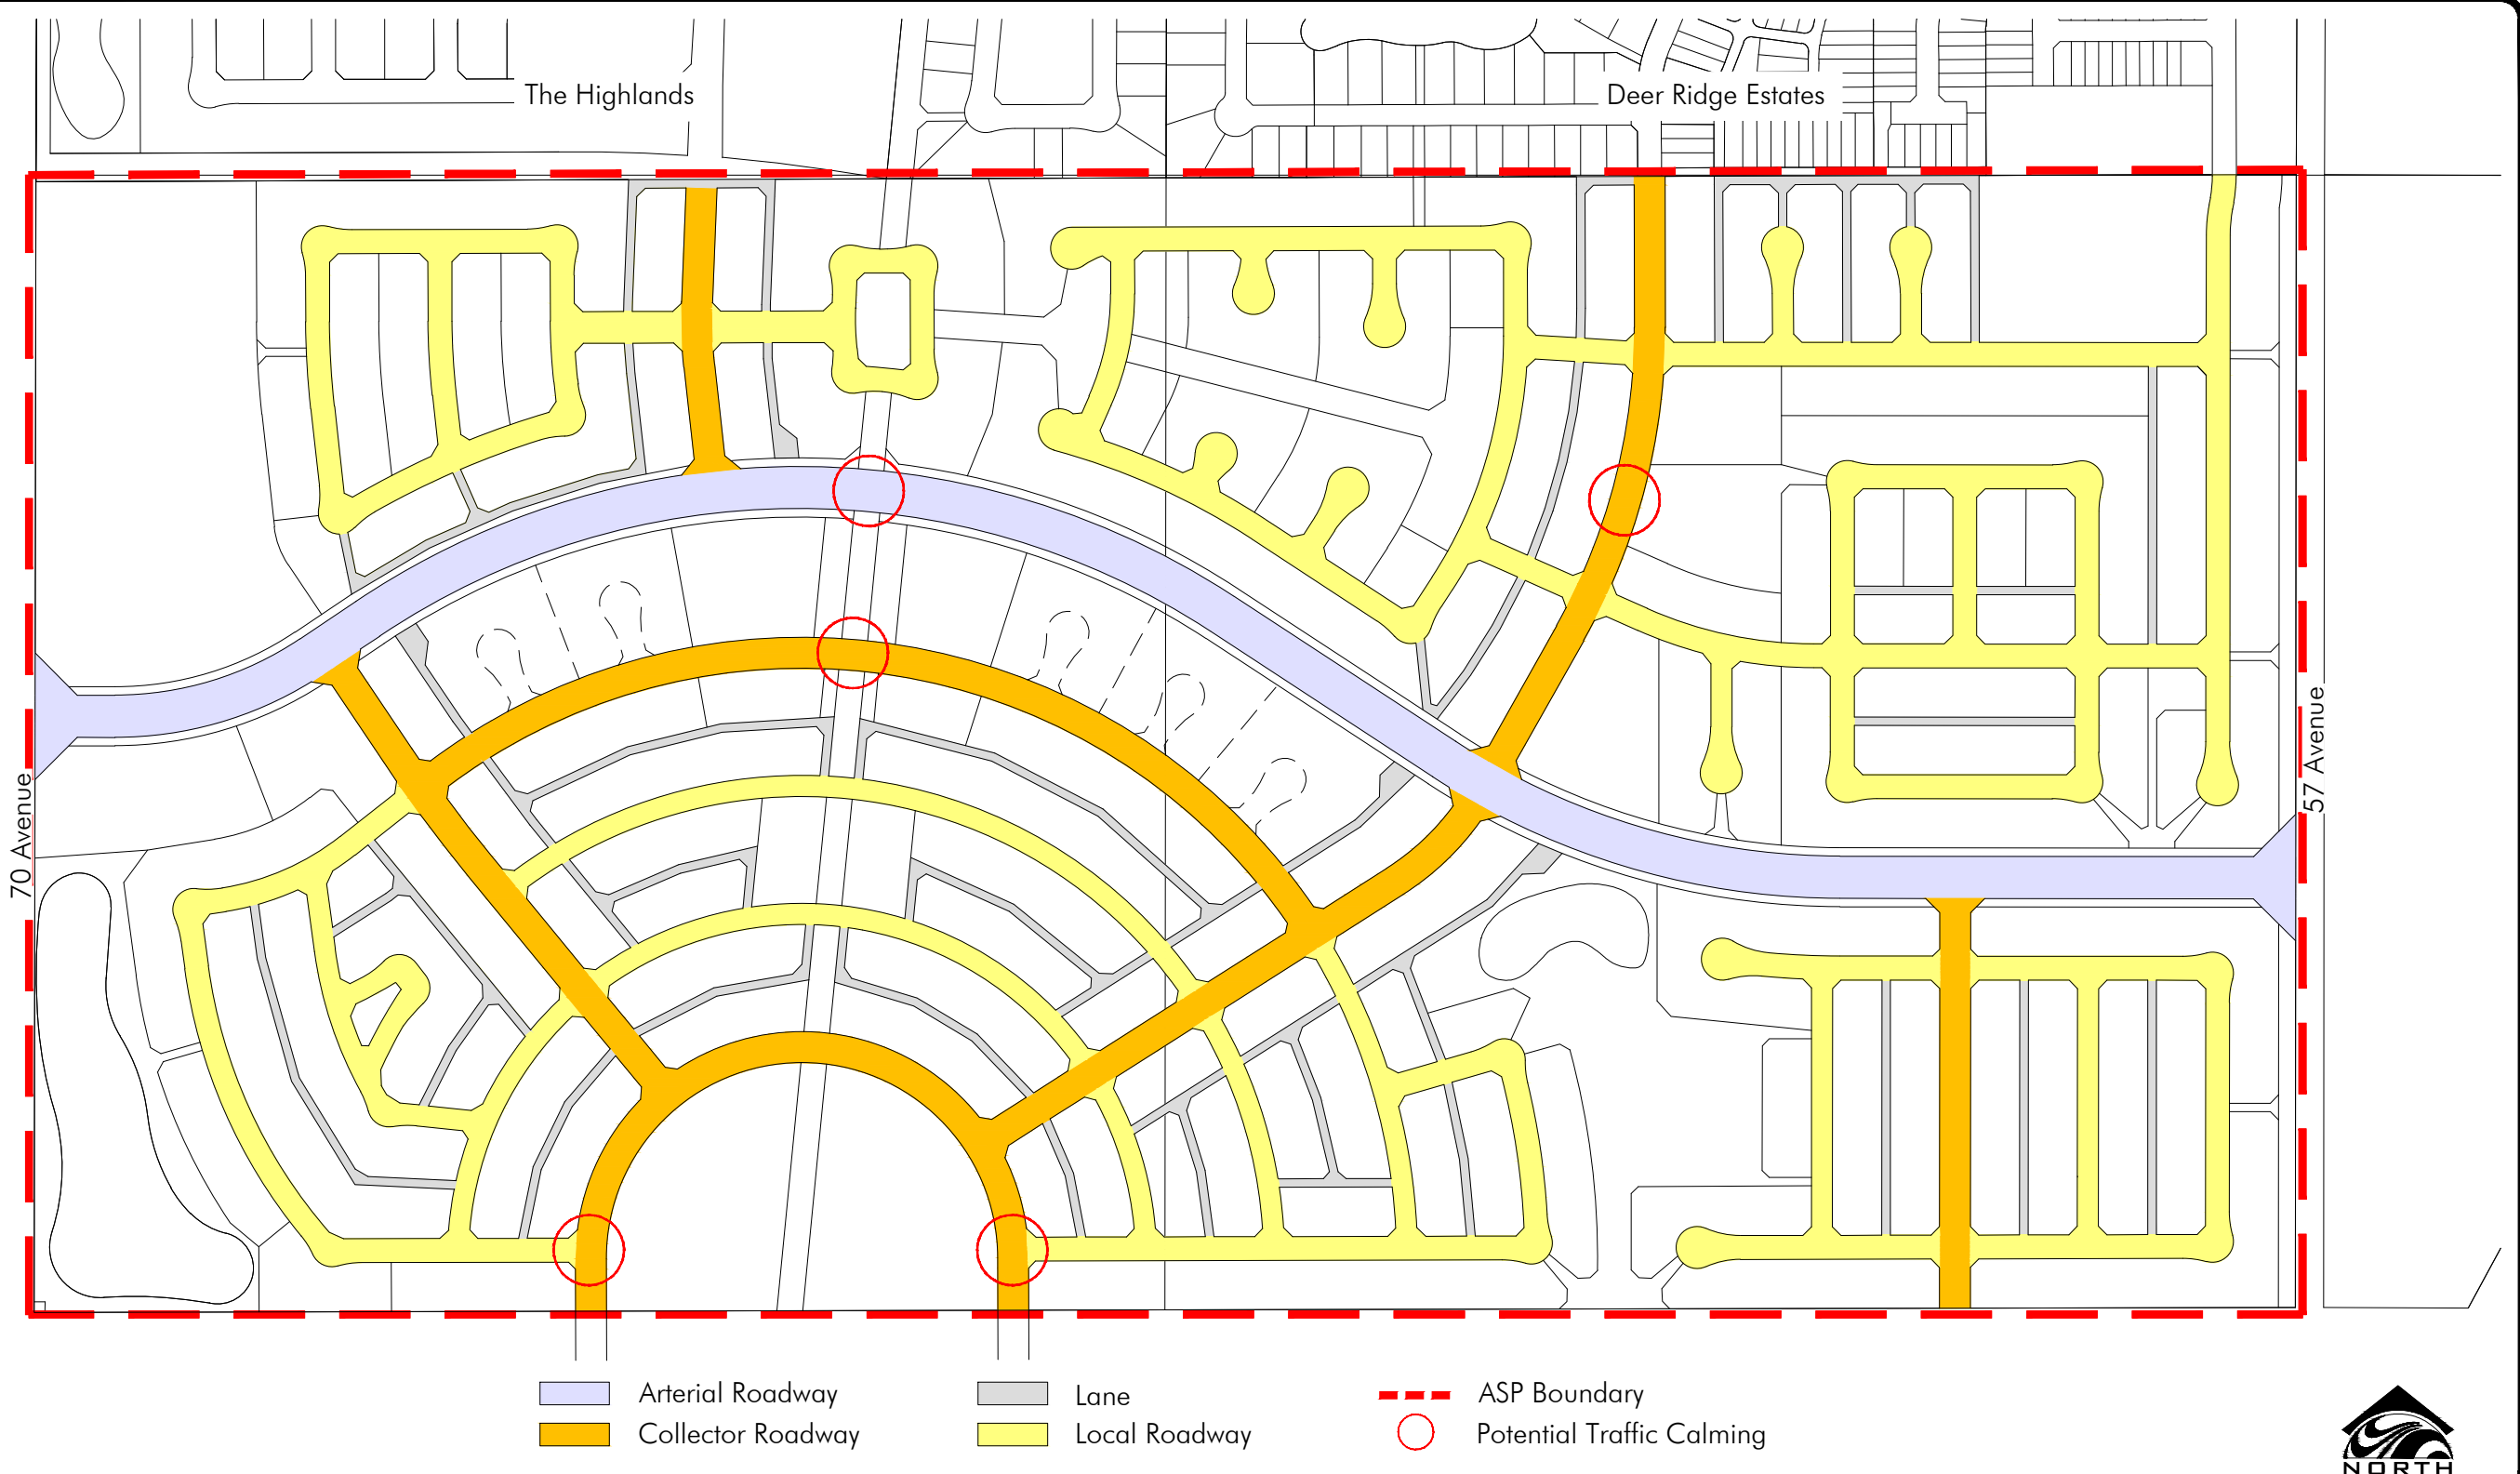 The Highlands
Deer Ridge Estates
70 Avenue
57 Avenue
Arterial Roadway
Lane
ASP Boundary
Collector Roadway
Local Roadway
Potential Traffic Calming
NORTH